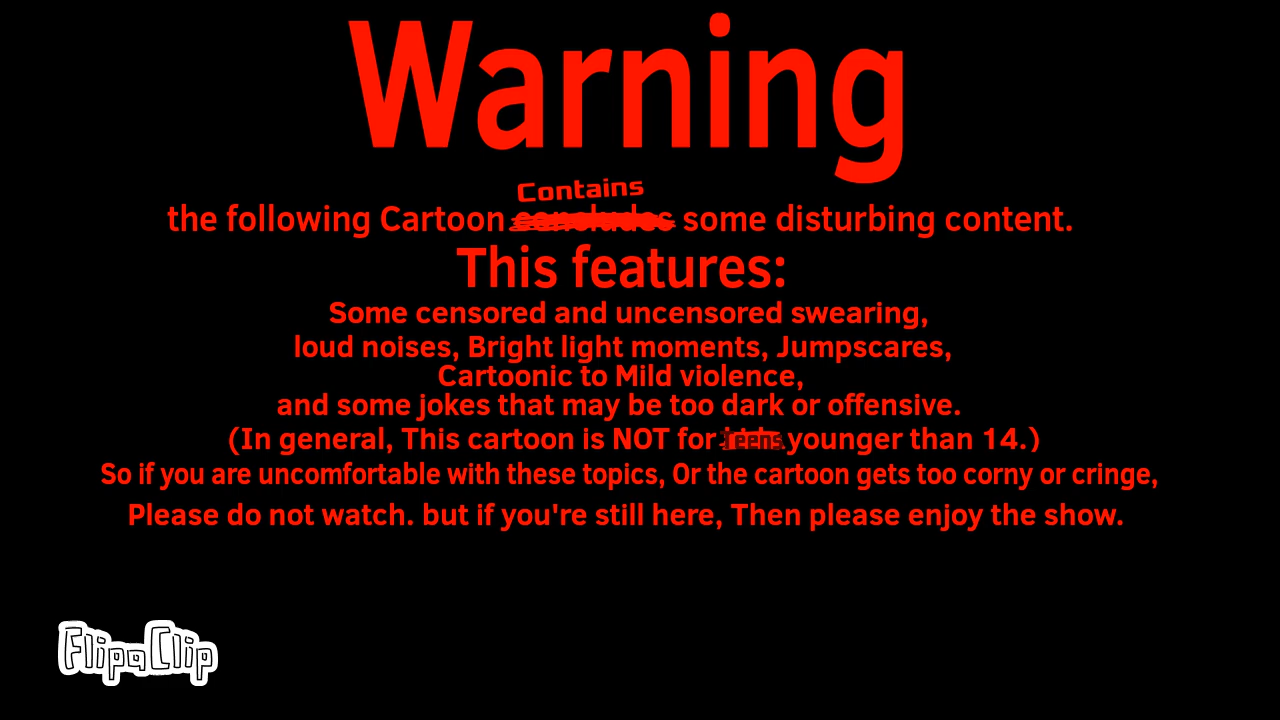 Warning
Contains
the following Cartoon concludes some disturbing content.
This features:
Some censored and uncensored swearing,
loud noises, Bright light moments, Jumpscares,
Cartoonic to Mild violence,
and some jokes that may be too dark or offensive.
(In general, This cartoon is NOT for Teens younger than 14.)
So if you are uncomfortable with these topics, Or the cartoon gets too corny or cringe,
Please do not watch. but if you're still here, Then please enjoy the show.
FlipaClip